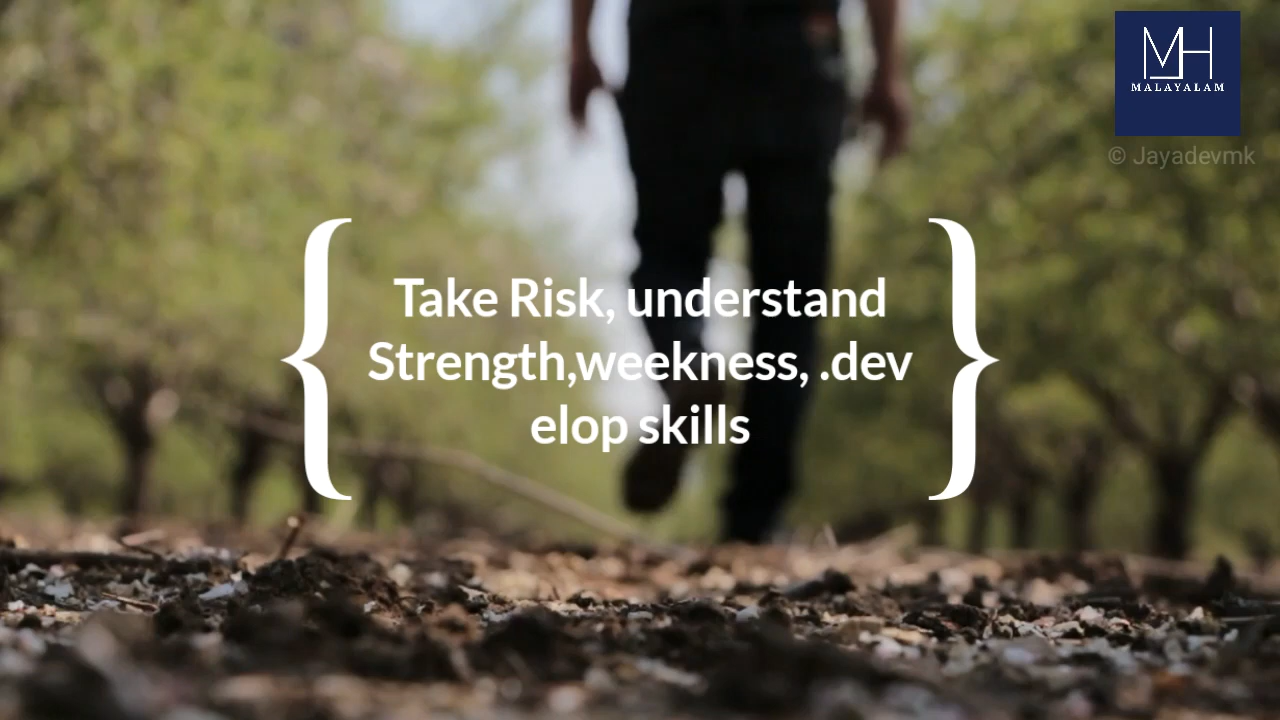 MH
MALAYALAM
© Jayadevmk
Take Risk, understand
Strength,weekness, .dev
elop skills